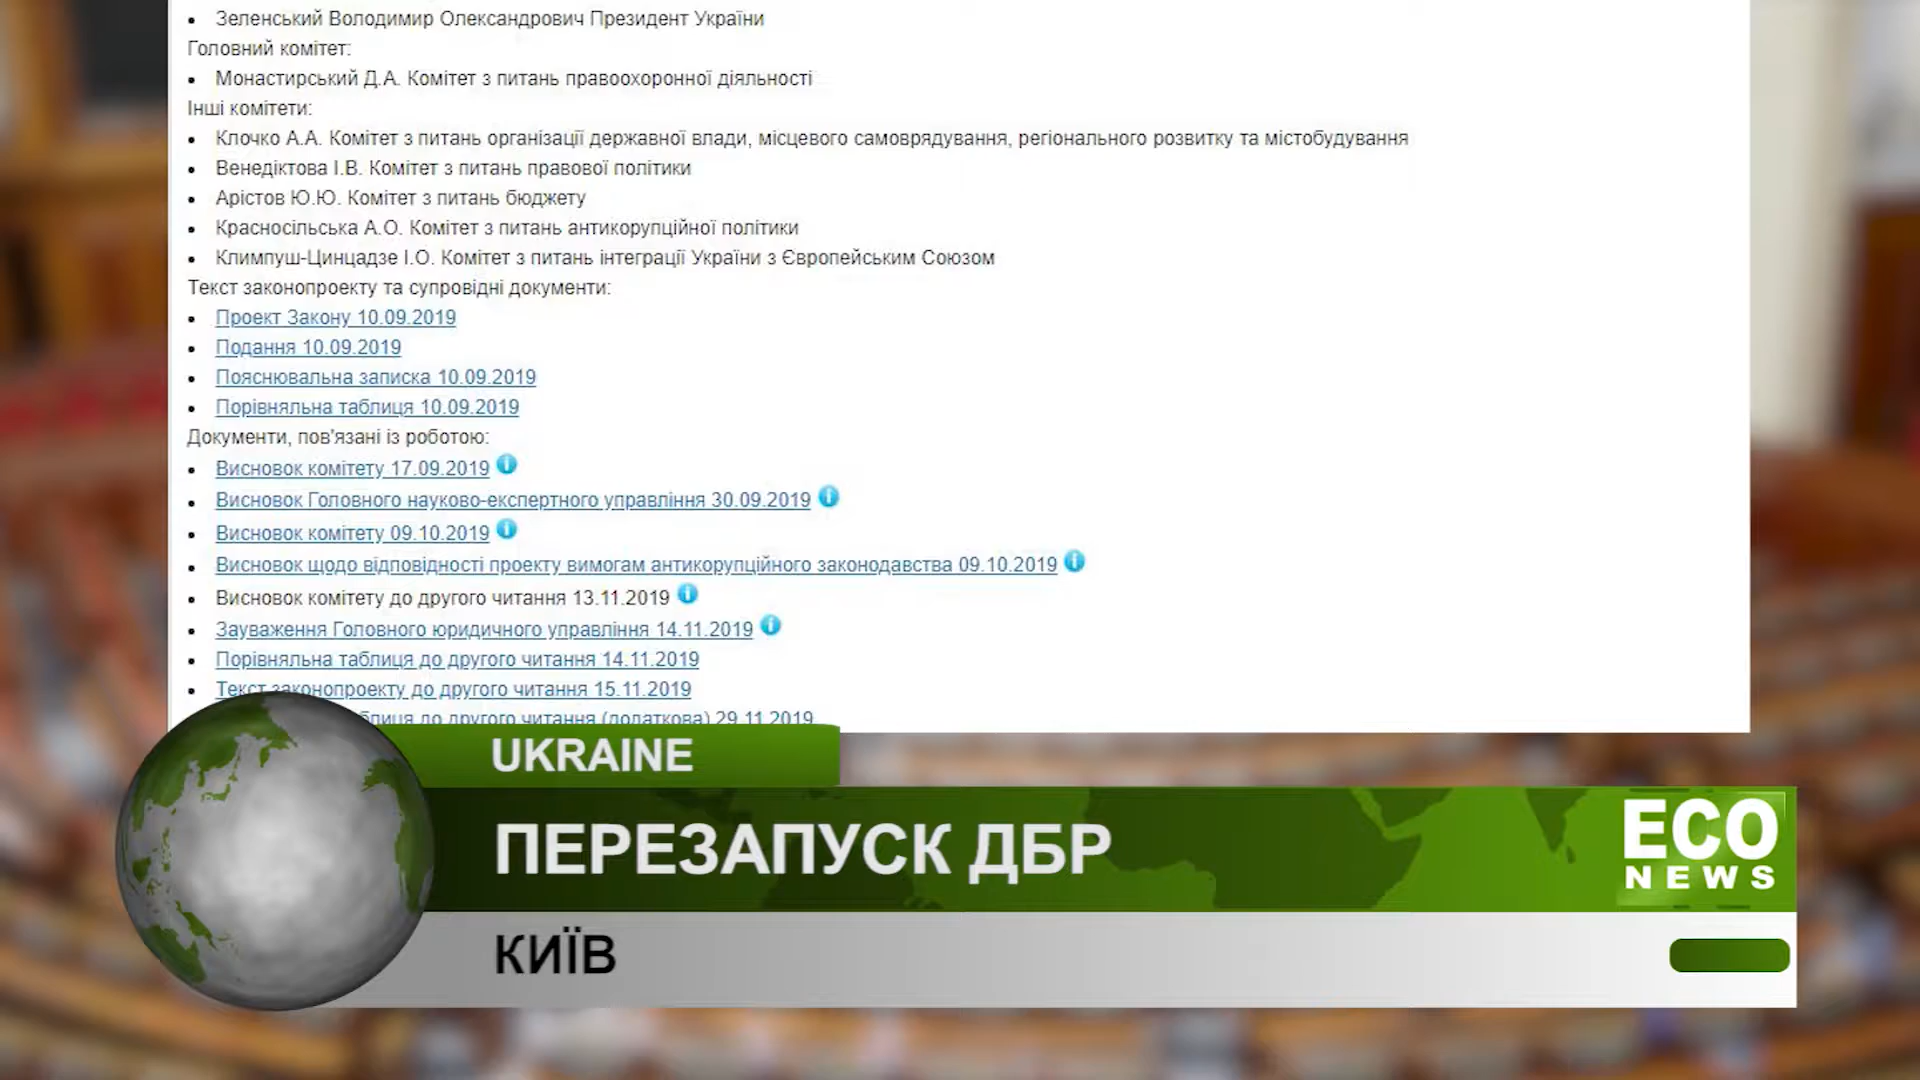 Зеленський Володимир Олександрович Президент України
Головний комітет:
Монастирський Д.А. Комітет з питань правоохоронної діяльності
Інші комітети:
Клочко А.А. Комітет з питань організації державної влади, місцевого самоврядування, регіонального розвитку та містобудування
Венедіктова І.В. Комітет з питань правової політики
Арістов Ю.Ю. Комітет з питань бюджету
Красносільська А.О. Комітет з питань антикорупційної політики
Климпуш-Цинцадзе І.О. Комітет з питань інтеграції України з Європейським Союзом
Текст законопроекту та супровідні документи:
Проект Закону 10.09.2019
Подання 10.09.2019
Пояснювальна записка 10.09.2019
Порівняльна таблиця 10.09.2019
Документи, пов'язані із роботою:
Висновок комітету 17.09.2019
Висновок Головного науково-експертного управління 30.09.2019
Висновок комітету 09.10.2019
Висновок щодо відповідності проекту вимогам антикорупційного законодавства 09.10.2019
Висновок комітету до другого читання 13.11.2019
Зауваження Головного юридичного управління 14.11.2019
Порівняльна таблиця до другого читання 14.11.2019
Текст законопроекту до другого читання 15.11.2019
до другого читання (додаткова) 29.11.2019
UKRAINE
ПЕРЕЗАПУСК ДБР
ECO
NEWS
КИЇВ